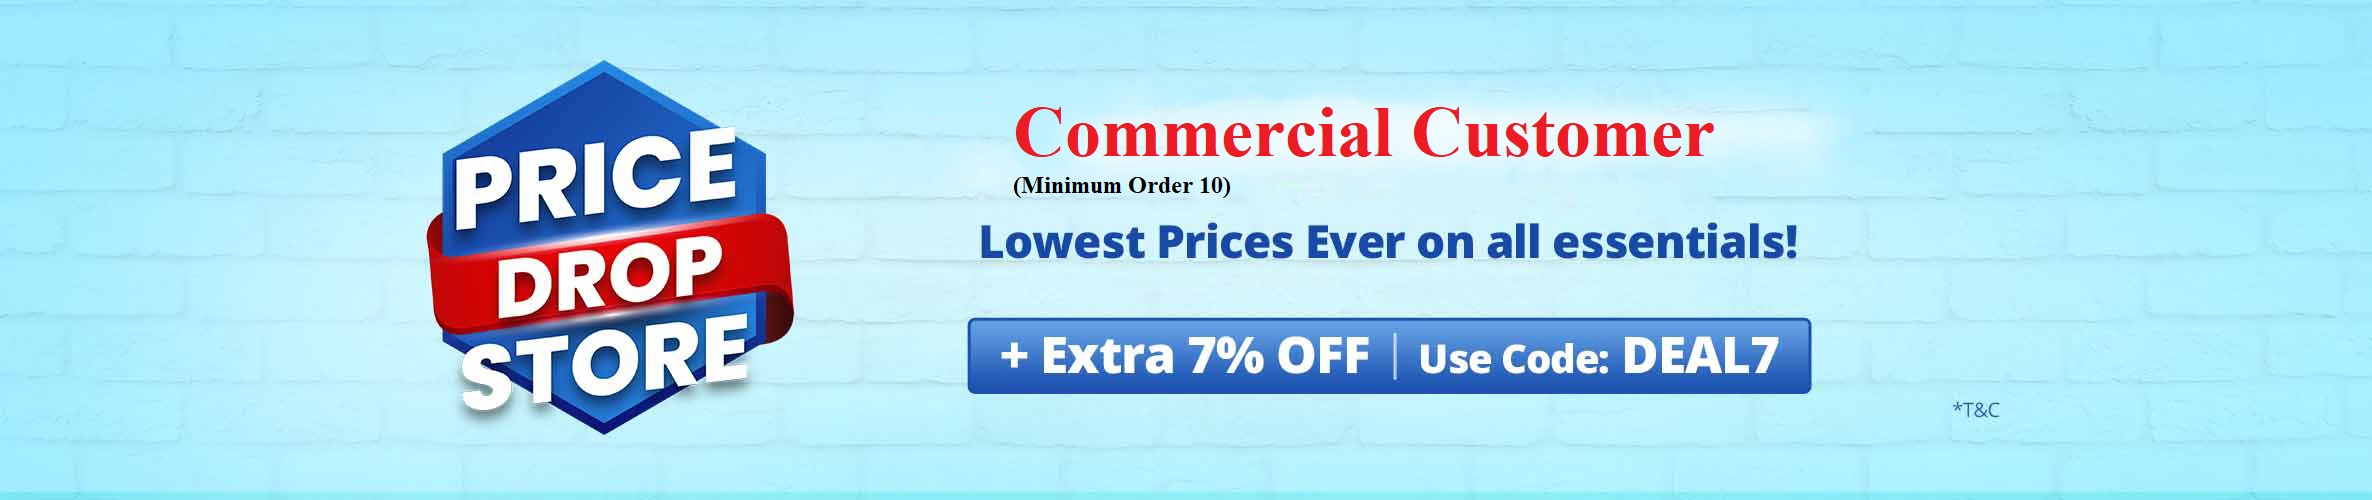 PRICE
DROP
STORE
Commercial Customer
(Minimum Order 10)
Lowest Prices Ever on all essentials!
+ Extra 7% OFF | Use Code: DEAL7
*T&C